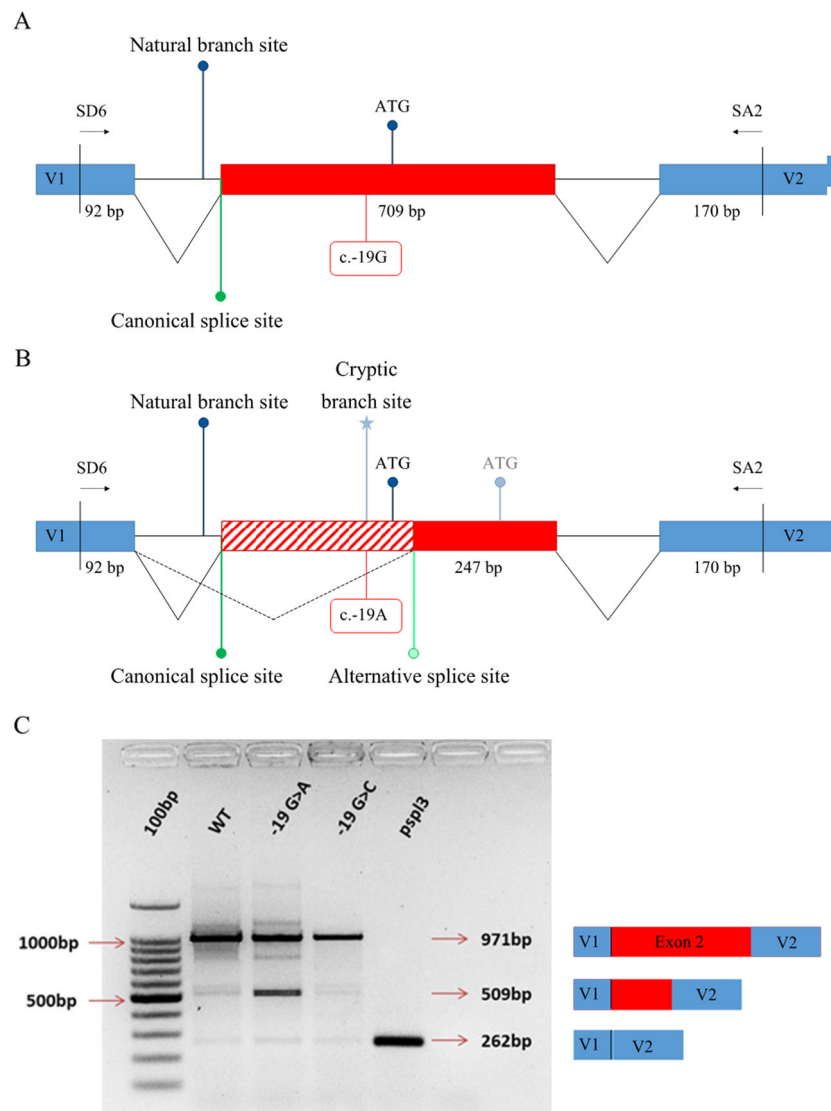 A
Natural branch site
SD6
ATG
SA2
V1
V2
92 bp
709 bp
170 bp
c.-19G
Canonical splice site
B
Cryptic
branch site
Natural branch site
SD6
ATG
ATG
SA2
V1
V2
92 bp
247 bp
170 bp
c.-19A
Canonical splice site
Alternative splice site
C
100bp
WT
-19 G>A
-19 G>C
pspl3
1000bp
971bp
V1 Exon 2 V2
500bp
509bp
V1 V2
262bp
V1 V2